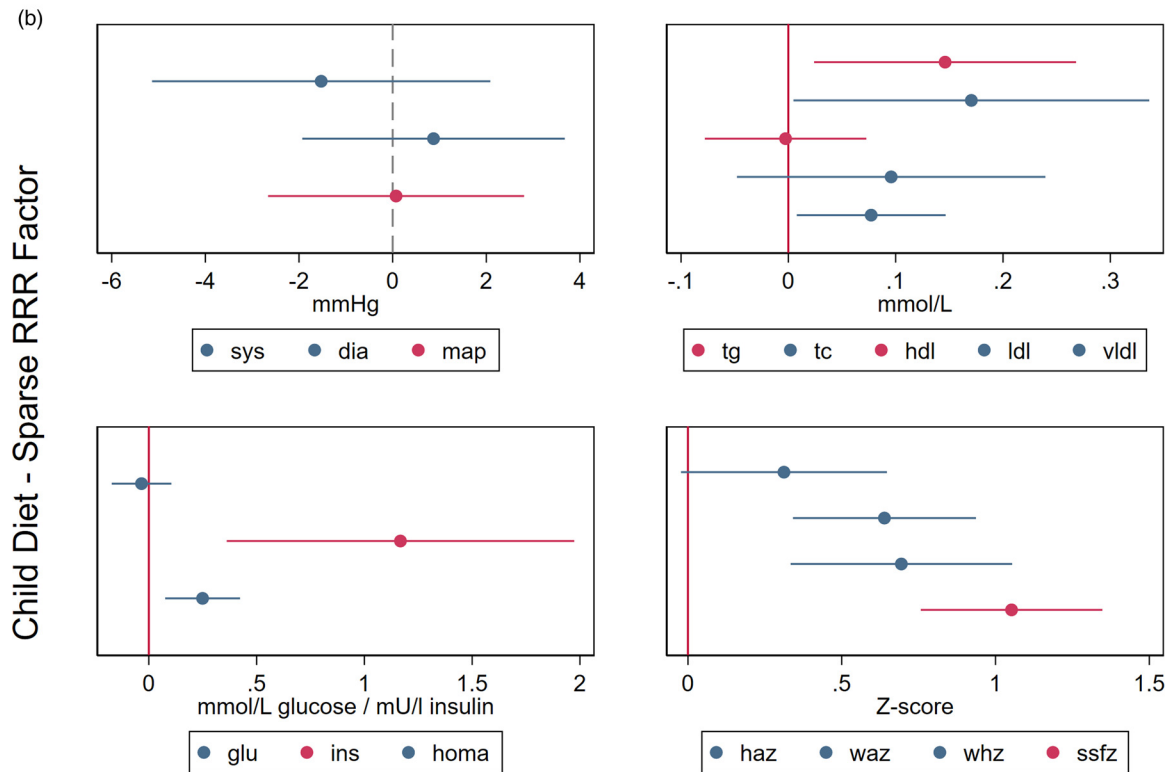 (b)
Child Diet - Sparse RRR Factor
-6 -4 -2 0 2 4
mmHg
sys dia map
-.1 0 .1 .2 .3
mmol/L
tg tc hdl ldl vldl
0 .5 1 1.5 2
mmol/L glucose / mU/l insulin
glu ins homa
0 .5 1 1.5
Z-score
haz waz whz ssfz